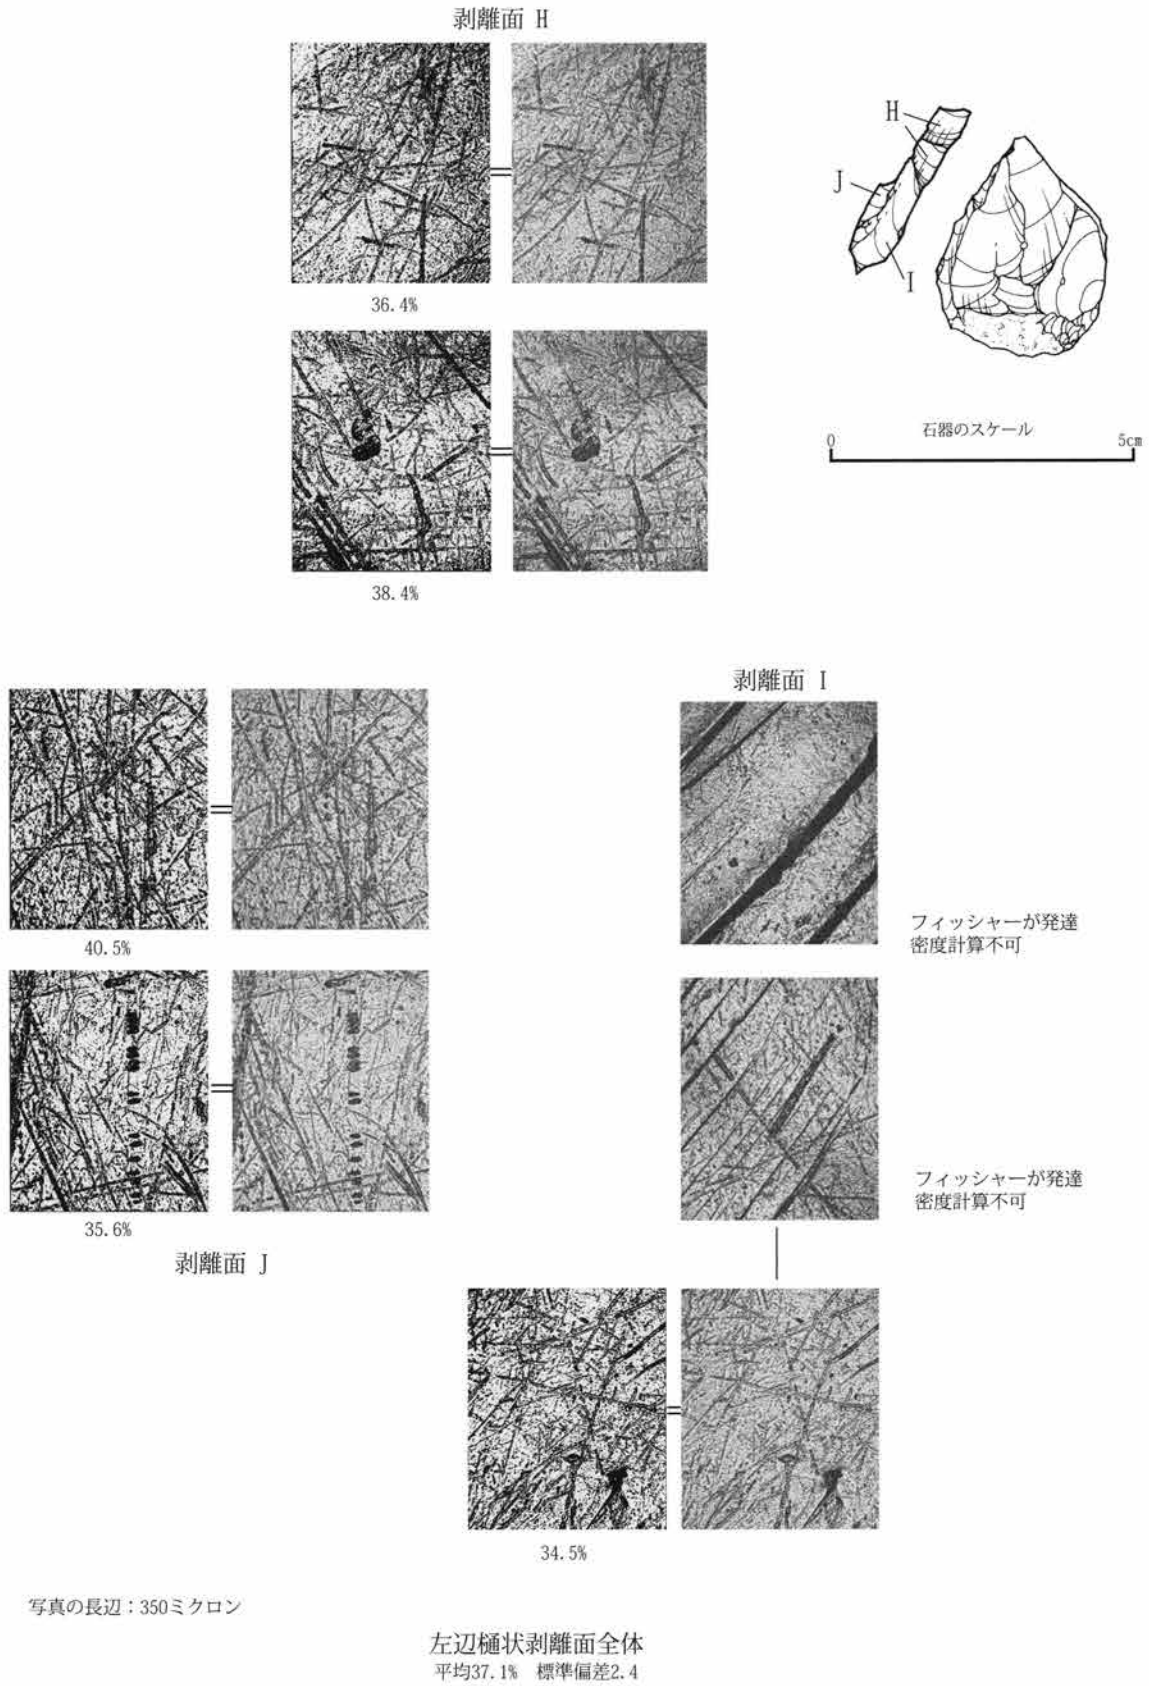 剥離面 H
36.4%
38.4%
H
J
I
石器のスケール
0 5cm
40.5%
35.6%
剥離面 J
剥離面 I
フィッシャーが発達
密度計算不可
フィッシャーが発達
密度計算不可
34.5%
写真の長辺：350ミクロン
左辺樋状剥離面全体
平均37.1% 標準偏差2.4